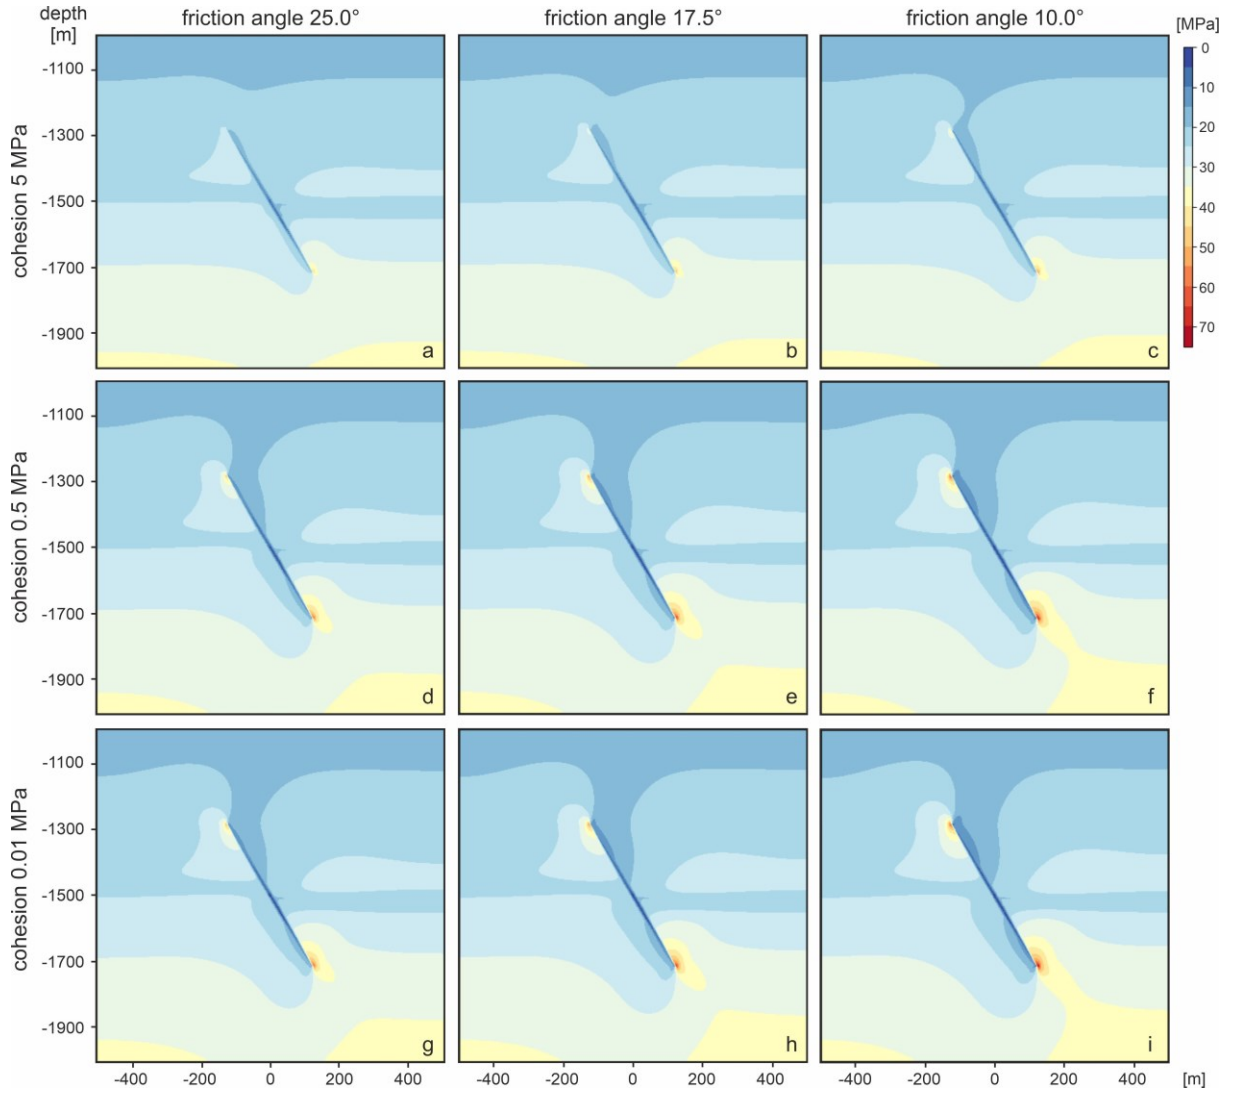 depth
[m]
friction angle 25.0°
friction angle 17.5°
friction angle 10.0°
[MPa]
0
10
20
30
40
50
60
70
cohesion 5 MPa
-1100
-1300
-1500
-1700
-1900
a
b
c
cohesion 0.5 MPa
-1100
-1300
-1500
-1700
-1900
d
e
f
cohesion 0.01 MPa
-1100
-1300
-1500
-1700
-1900
g
h
i
-400 -200 0 200 400
-400 -200 0 200 400
-400 -200 0 200 400
[m]